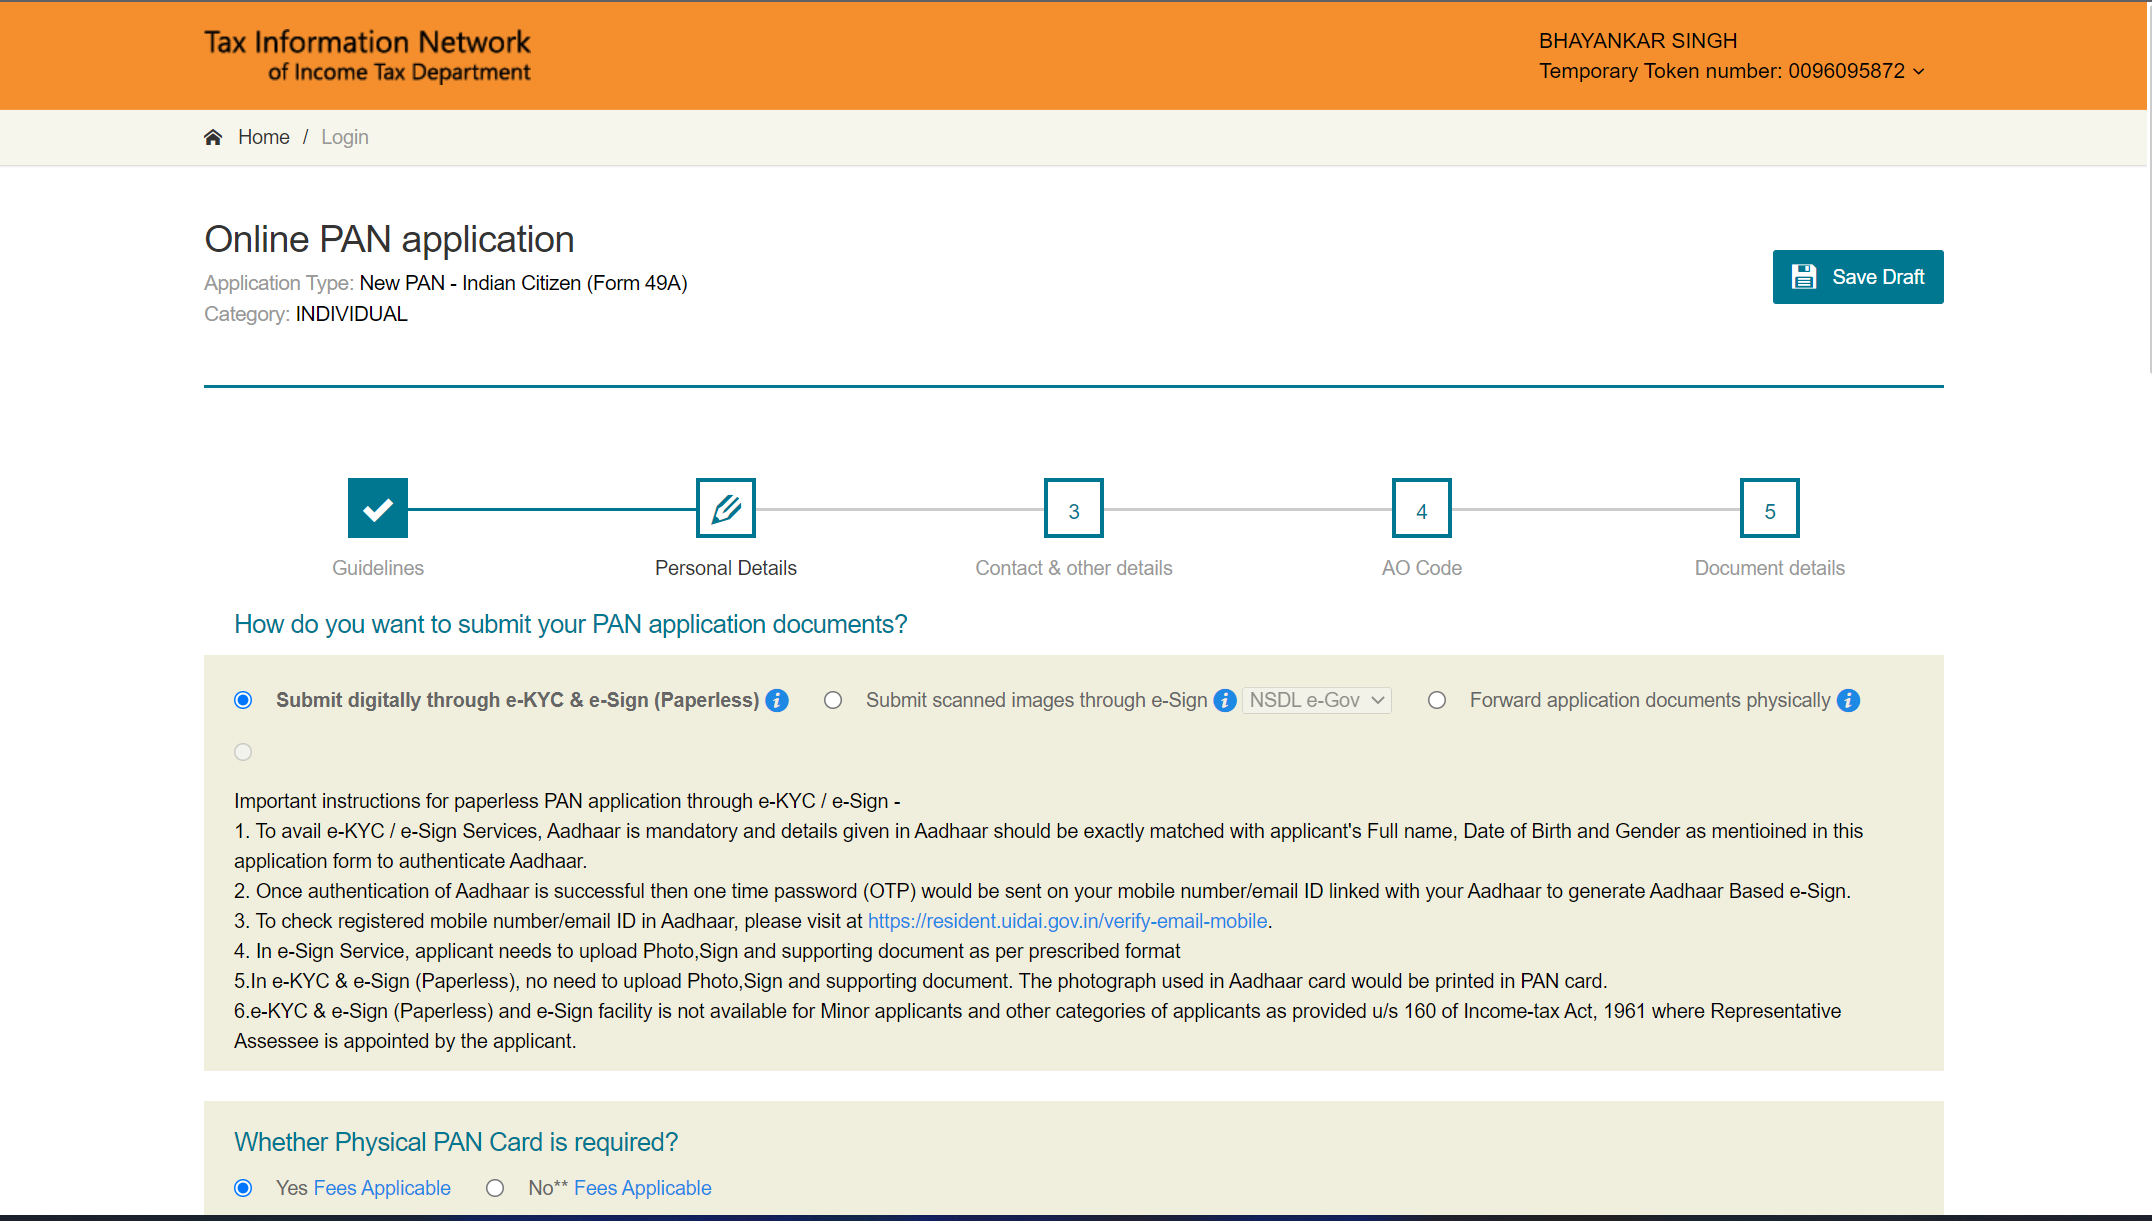 Tax Information Network
of Income Tax Department
BHAYANKAR SINGH
Temporary Token number: 0096095872
Home / Login
Online PAN application
Application Type: New PAN - Indian Citizen (Form 49A)
Category: INDIVIDUAL
Save Draft
3
4
5
Guidelines
Personal Details
Contact & other details
AO Code
Document details
How do you want to submit your PAN application documents?
Submit digitally through e-KYC & e-Sign (Paperless) i
Submit scanned images through e-Sign i NSDL e-Gov
Forward application documents physically i
Important instructions for paperless PAN application through e-KYC / e-Sign -
1. To avail e-KYC / e-Sign Services, Aadhaar is mandatory and details given in Aadhaar should be exactly matched with applicant's Full name, Date of Birth and Gender as mentioined in this
application form to authenticate Aadhaar.
2. Once authentication of Aadhaar is successful then one time password (OTP) would be sent on your mobile number/email ID linked with your Aadhaar to generate Aadhaar Based e-Sign.
3. To check registered mobile number/email ID in Aadhaar, please visit at https://resident.uidai.gov.in/verify-email-mobile.
4. In e-Sign Service, applicant needs to upload Photo,Sign and supporting document as per prescribed format
5.In e-KYC & e-Sign (Paperless), no need to upload Photo,Sign and supporting document. The photograph used in Aadhaar card would be printed in PAN card.
6.e-KYC & e-Sign (Paperless) and e-Sign facility is not available for Minor applicants and other categories of applicants as provided u/s 160 of Income-tax Act, 1961 where Representative
Assessee is appointed by the applicant.
Whether Physical PAN Card is required?
Yes Fees Applicable
No** Fees Applicable